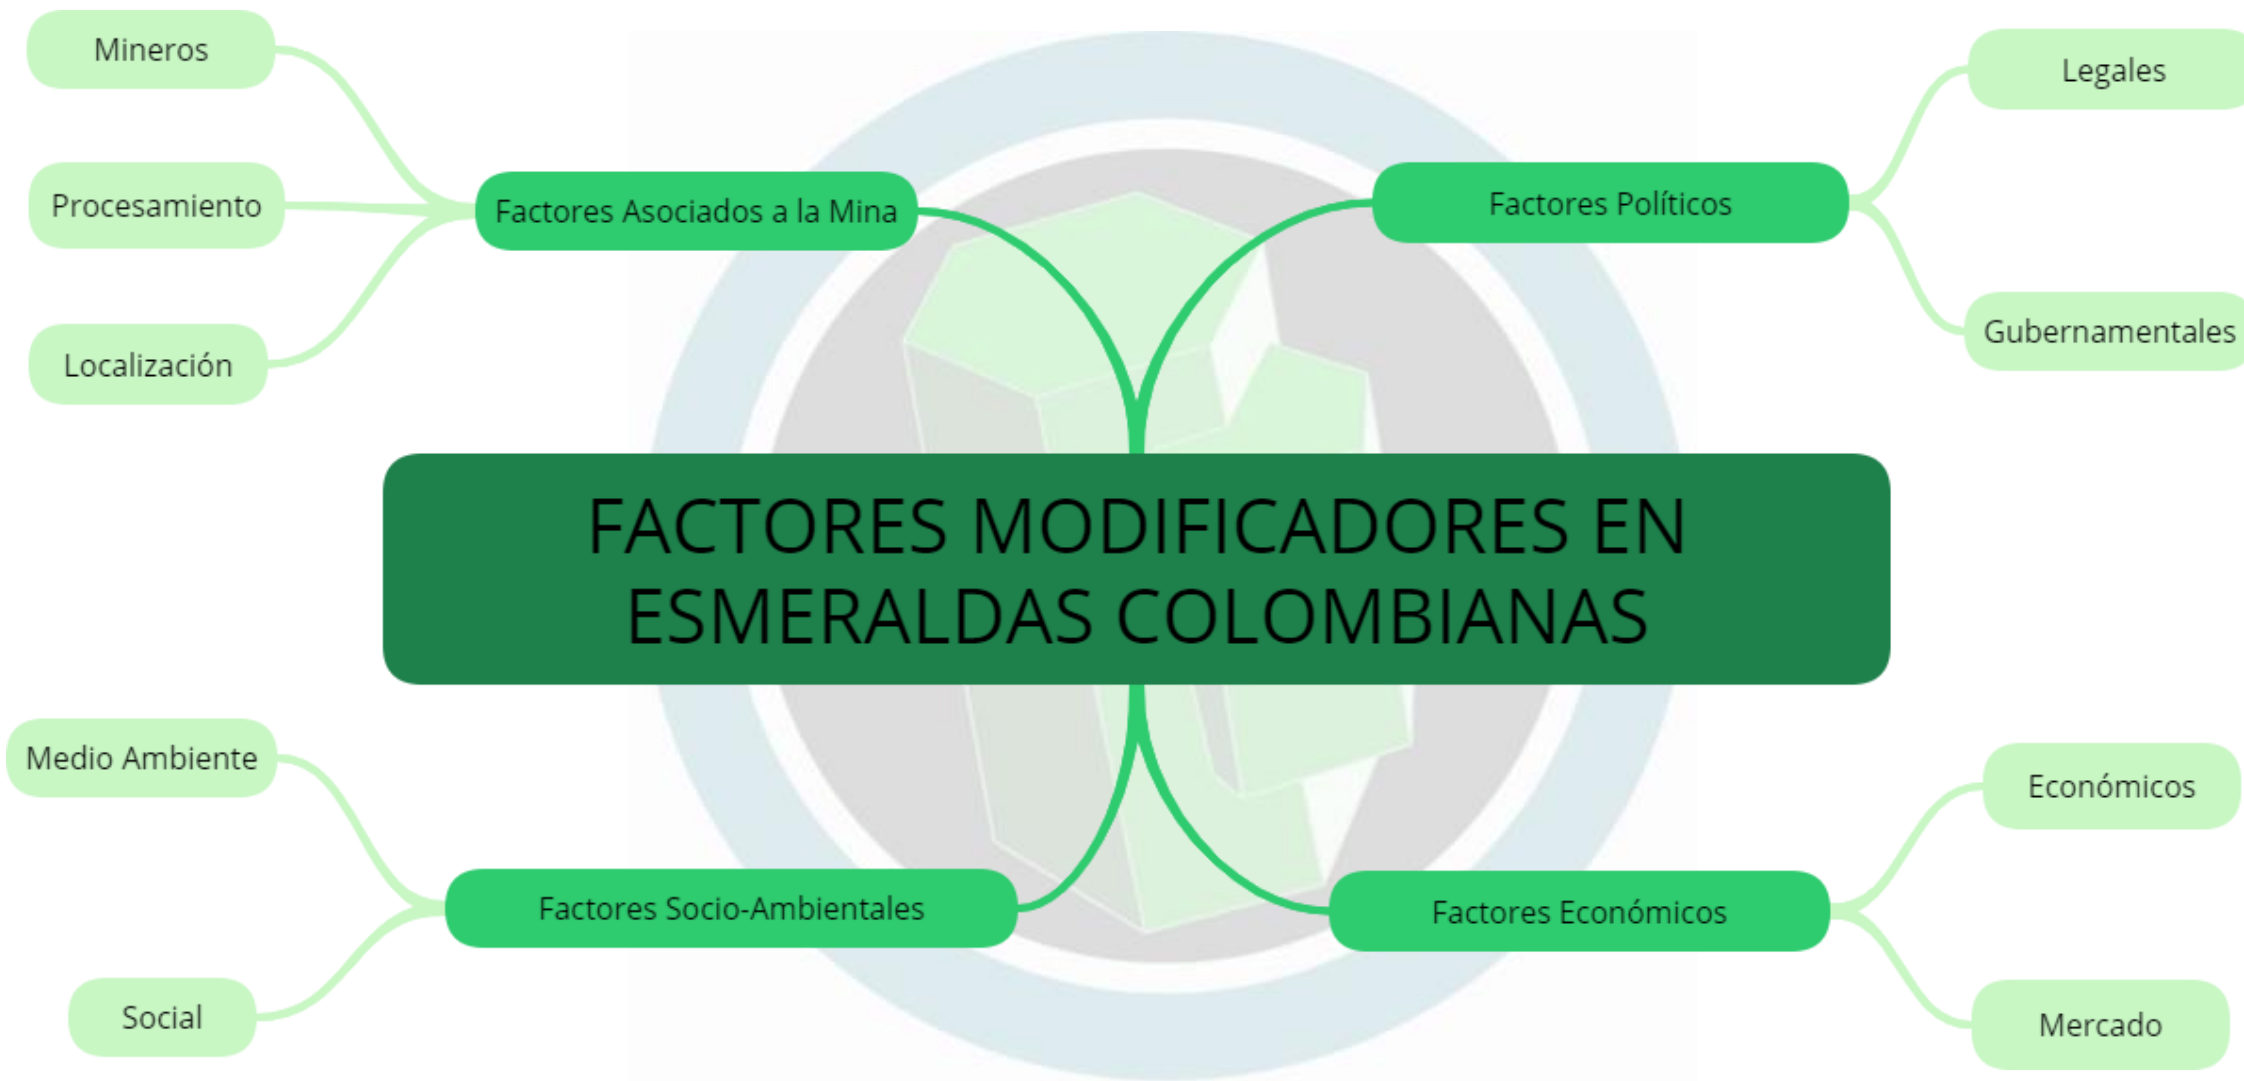 Mineros
Procesamiento
Localización
Factores Asociados a la Mina
Factores Políticos
Legales
Gubernamentales
FACTORES MODIFICADORES EN
ESMERALDAS COLOMBIANAS
Medio Ambiente
Social
Factores Socio-Ambientales
Factores Económicos
Económicos
Mercado